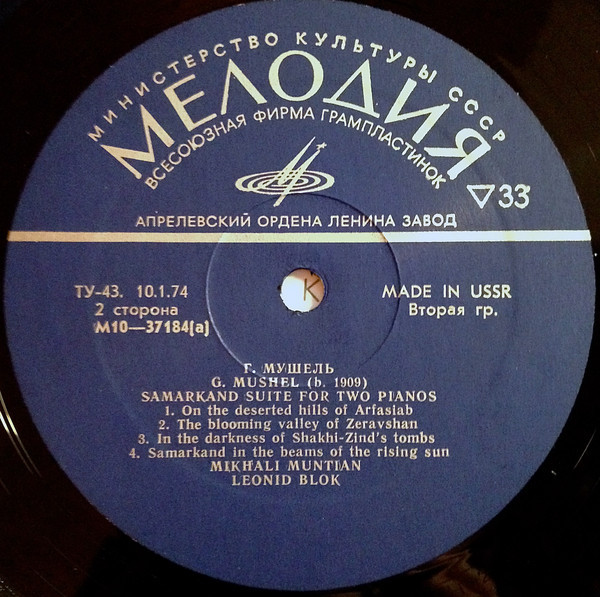 МИНИСТЕРСТВО КУЛЬТУРЫ СССР
МЕЛОДИЯ
ВСЕСОЮЗНАЯ ФИРМА ГРАМПЛАСТИНОК
33
АПРЕЛЕВСКИЙ ОРДЕНА ЛЕНИНА ЗАВОД
ТУ-43. 10.1.74
2 сторона
М10—37184(а)
K
MADE IN USSR
Вторая гр.
Г. МУШЕЛЬ
G. MUSHEL (b. 1909)
SAMARKAND SUITE FOR TWO PIANOS
1. On the deserted hills of Arfasiab
2. The blooming valley of Zeravshan
3. In the darkness of Shakhi-Zind's tombs
4. Samarkand in the beams of the rising sun
MIKHALI MUNTIAN
LEONID BLOK